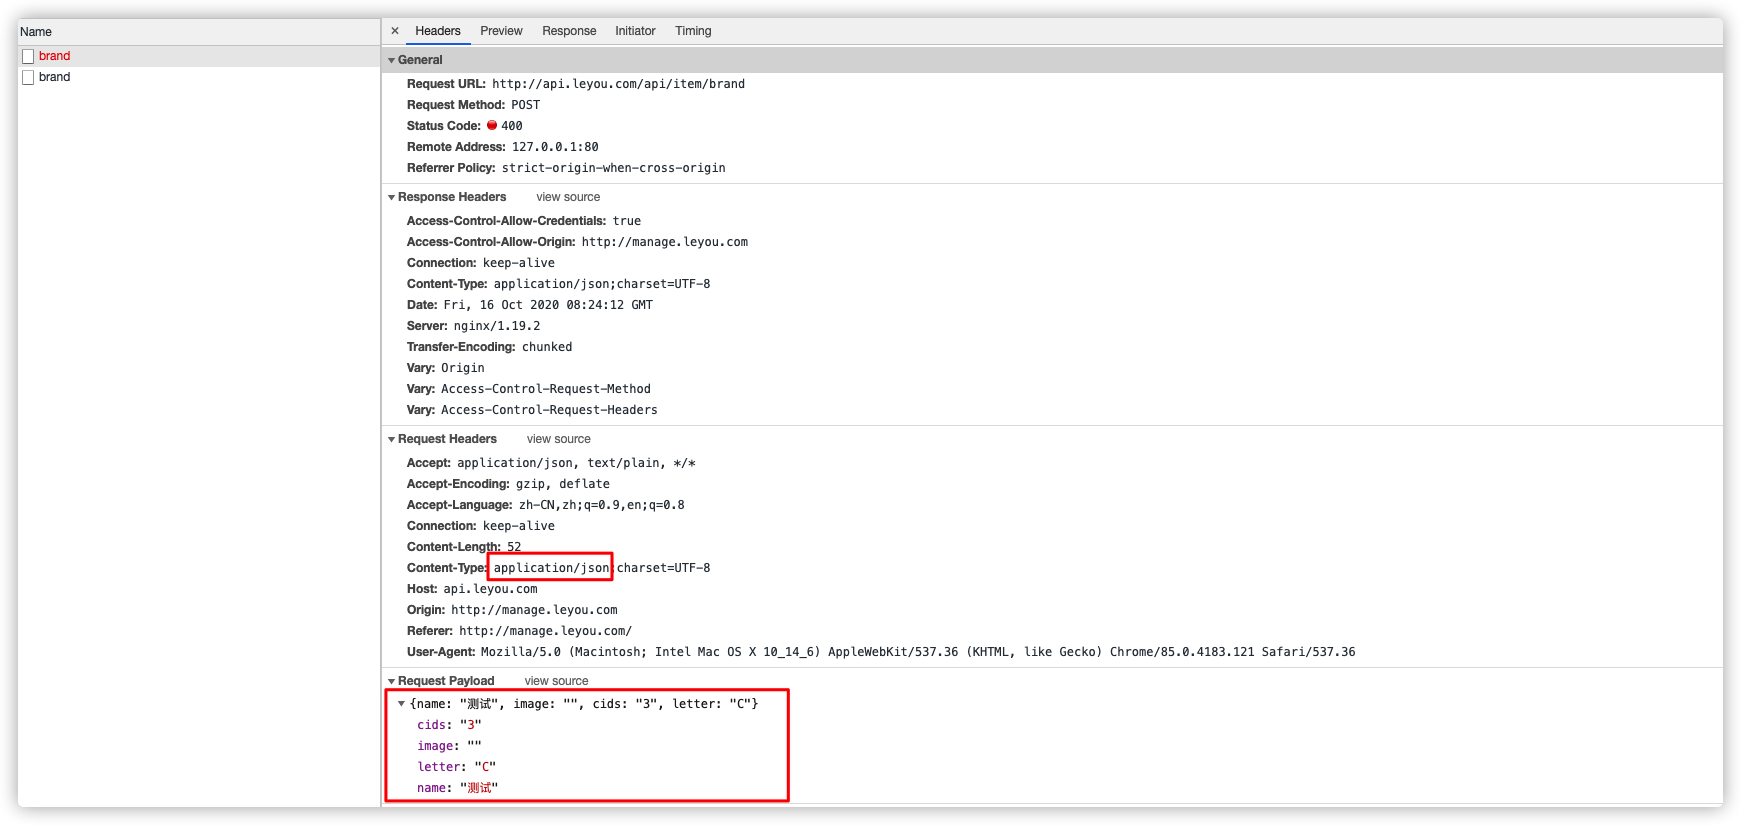 Name
brand
brand
× Headers Preview Response Initiator Timing
General
Request URL: http://api.leyou.com/api/item/brand
Request Method: POST
Status Code: 400
Remote Address: 127.0.0.1:80
Referrer Policy: strict-origin-when-cross-origin
Response Headers view source
Access-Control-Allow-Credentials: true
Access-Control-Allow-Origin: http://manage.leyou.com
Connection: keep-alive
Content-Type: application/json;charset=UTF-8
Date: Fri, 16 Oct 2020 08:24:12 GMT
Server: nginx/1.19.2
Transfer-Encoding: chunked
Vary: Origin
Vary: Access-Control-Request-Method
Vary: Access-Control-Request-Headers
Request Headers view source
Accept: application/json, text/plain, */*
Accept-Encoding: gzip, deflate
Accept-Language: zh-CN,zh;q=0.9,en;q=0.8
Connection: keep-alive
Content-Length: 52
Content-Type: application/json;charset=UTF-8
Host: api.leyou.com
Origin: http://manage.leyou.com
Referer: http://manage.leyou.com/
User-Agent: Mozilla/5.0 (Macintosh; Intel Mac OS X 10_14_6) AppleWebKit/537.36 (KHTML, like Gecko) Chrome/85.0.4183.121 Safari/537.36
Request Payload view source
{name: "测试", image: "", cids: "3", letter: "C"}
cids: "3"
image: ""
letter: "C"
name: "测试"